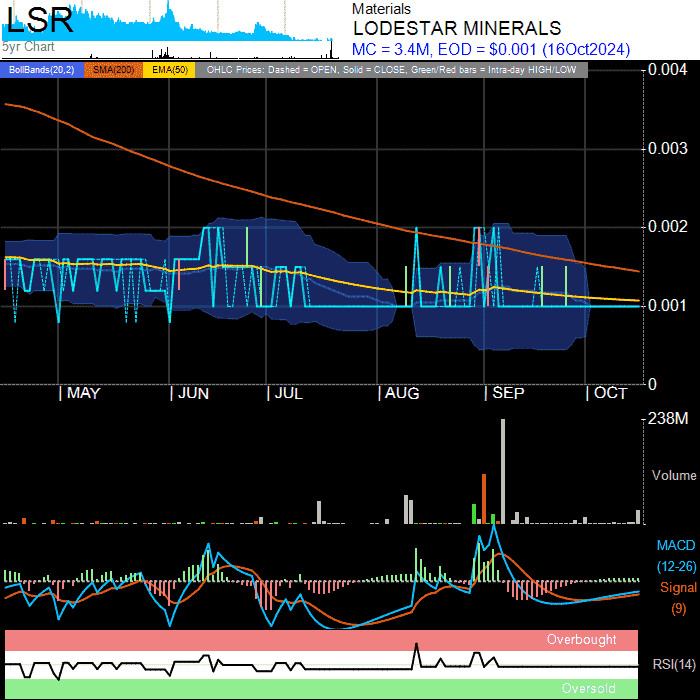 LSR
5yr Chart
Materials
LODESTAR MINERALS
MC = 3.4M, EOD = $0.001 (16Oct2024)
BollBands(20,2) SMA(200) EMA(50) OHLC Prices: Dashed = OPEN, Solid = CLOSE, Green/Red bars = Intra-day HIGH/LOW
0.004
0.003
0.002
0.001
0
MAY JUN JUL AUG SEP OCT
238M
Volume
MACD
(12-26)
Signal
(9)
Overbought
RSI(14)
Oversold